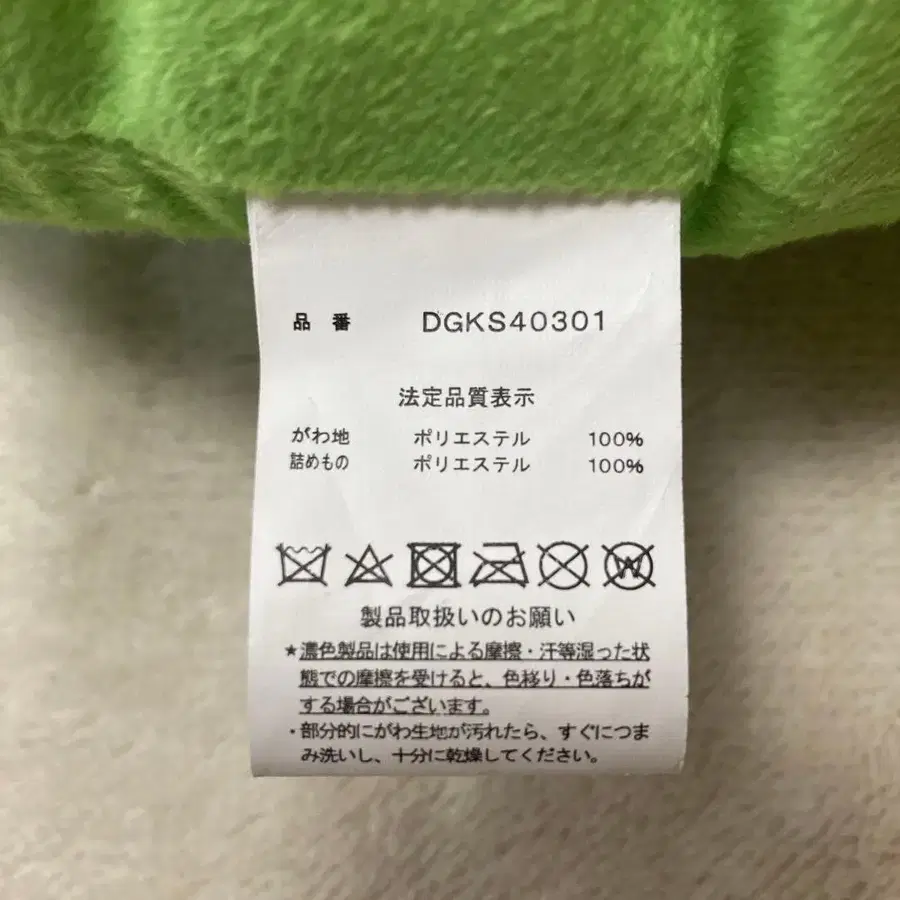 品 番 DGKS40301
法定品質表示
がわ地 ポリエステル 100%
詰めもの ポリエステル 100%
W
製品取扱いのお願い
★濃色製品は使用による摩擦・汗等湿った状
態での摩擦を受けると、色移り・色落ちが
する場合がございます。
・部分的にがわ生地が汚れたら、すぐにつま
み洗いし、十分に乾燥してください。